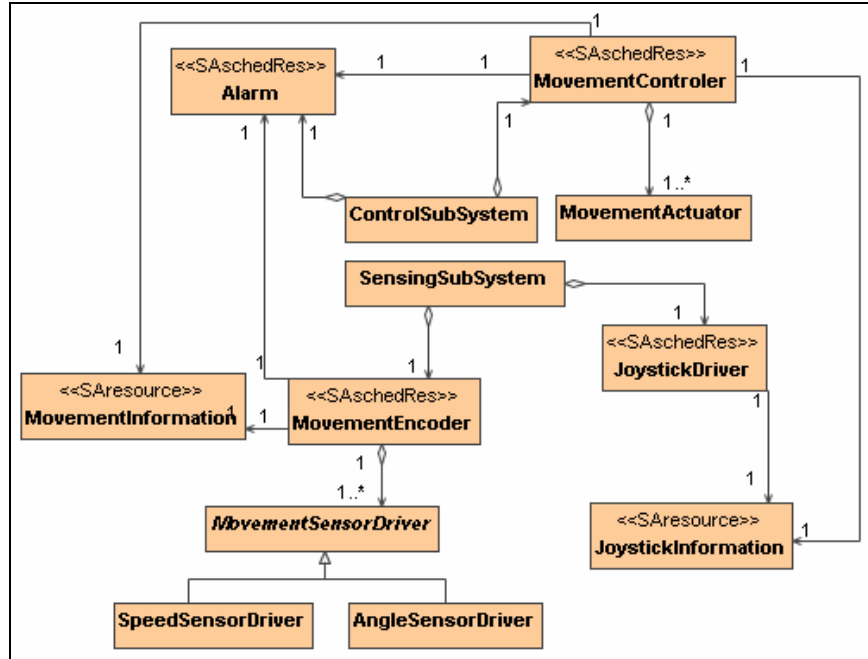 1
<<SAschedRes>>
Alarm
1 1
<<SAschedRes>>
MovementControler
1
1 1 1 1
ControlSubSystem
1..*
MovementActuator
SensingSubSystem
1
<<SAschedRes>>
JoystickDriver
1
<<SAresource>>
MovementInformation
1
1
1
1
<<SAschedRes>>
MovementEncoder
1
1
1..*
MovementSensorDriver
1
<<SAresource>>
JoystickInformation
1
SpeedSensorDriver
AngleSensorDriver